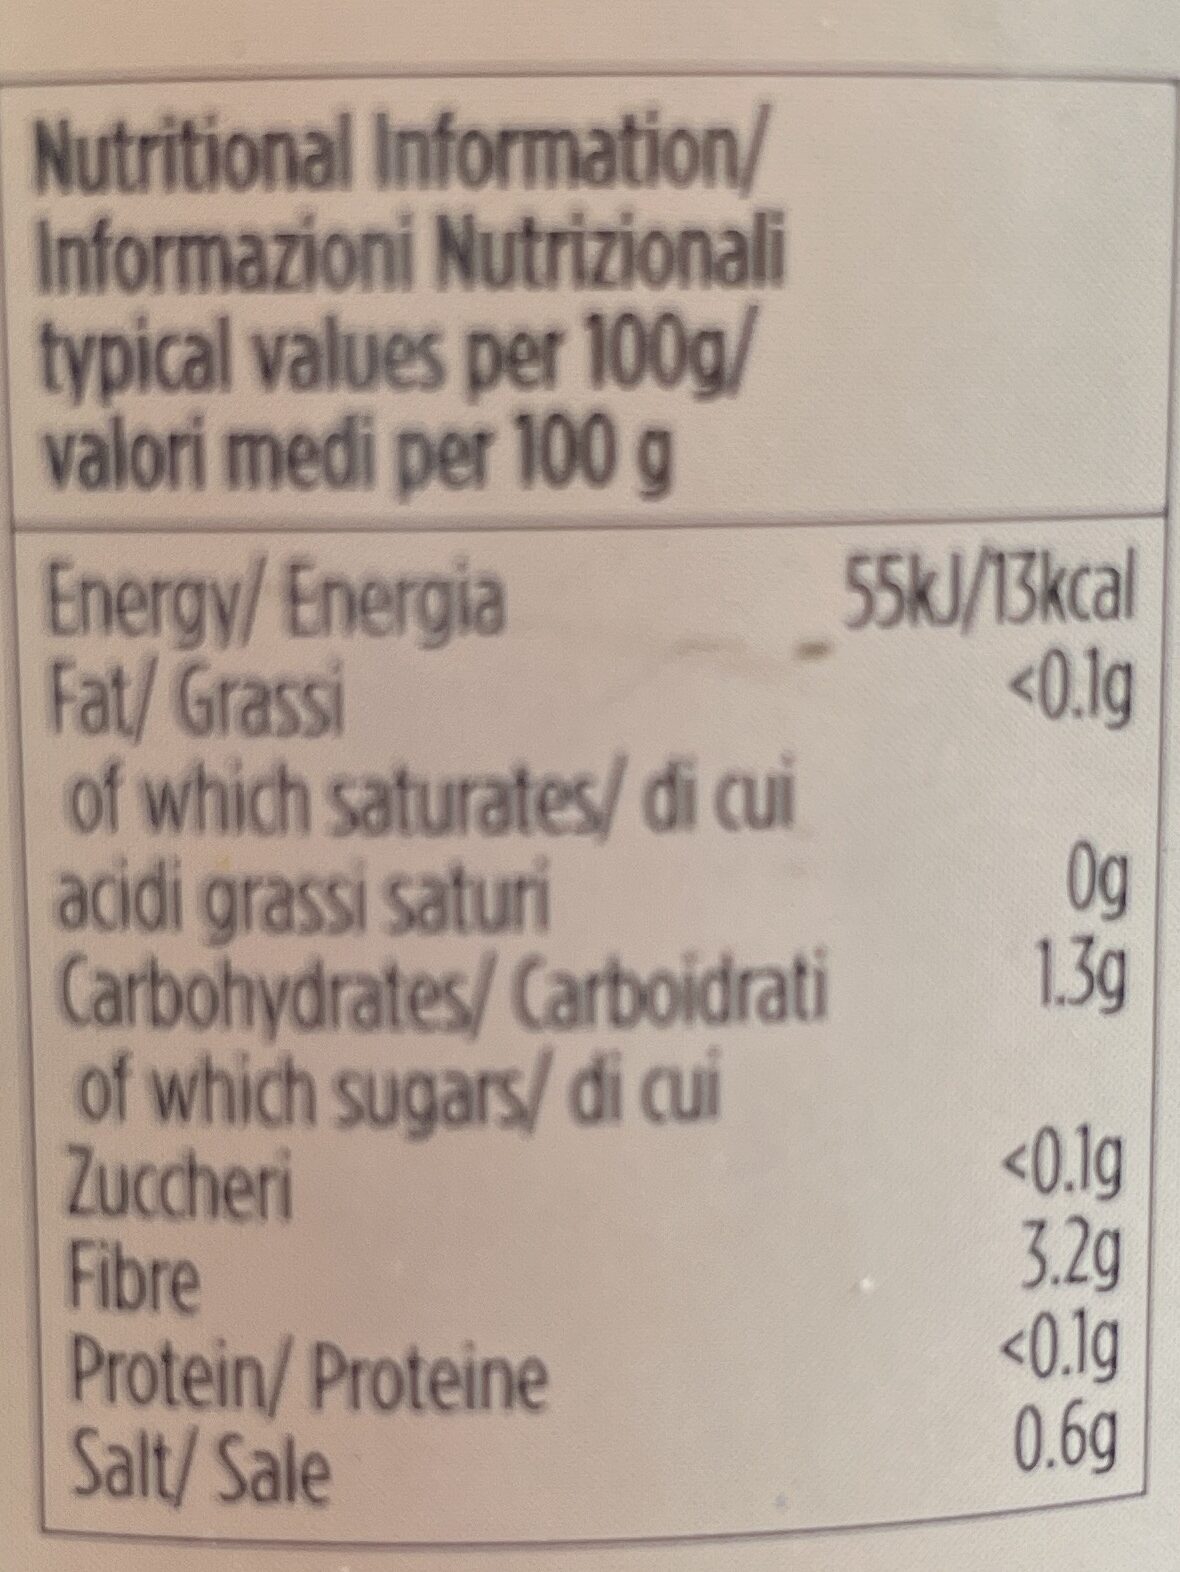 Nutritional Information/
Informazioni Nutrizionali
typical values per 100g/
valori medi per 100 g
Energy/ Energia 55kJ/13kcal
Fat/ Grassi <0.1g
of which saturates/ di cui
acidi grassi saturi 0g
Carbohydrates/ Carboidrati 1.3g
of which sugars/ di cui
Zuccheri <0.1g
Fibre 3.2g
Protein/ Proteine <0.1g
Salt/ Sale 0.6g